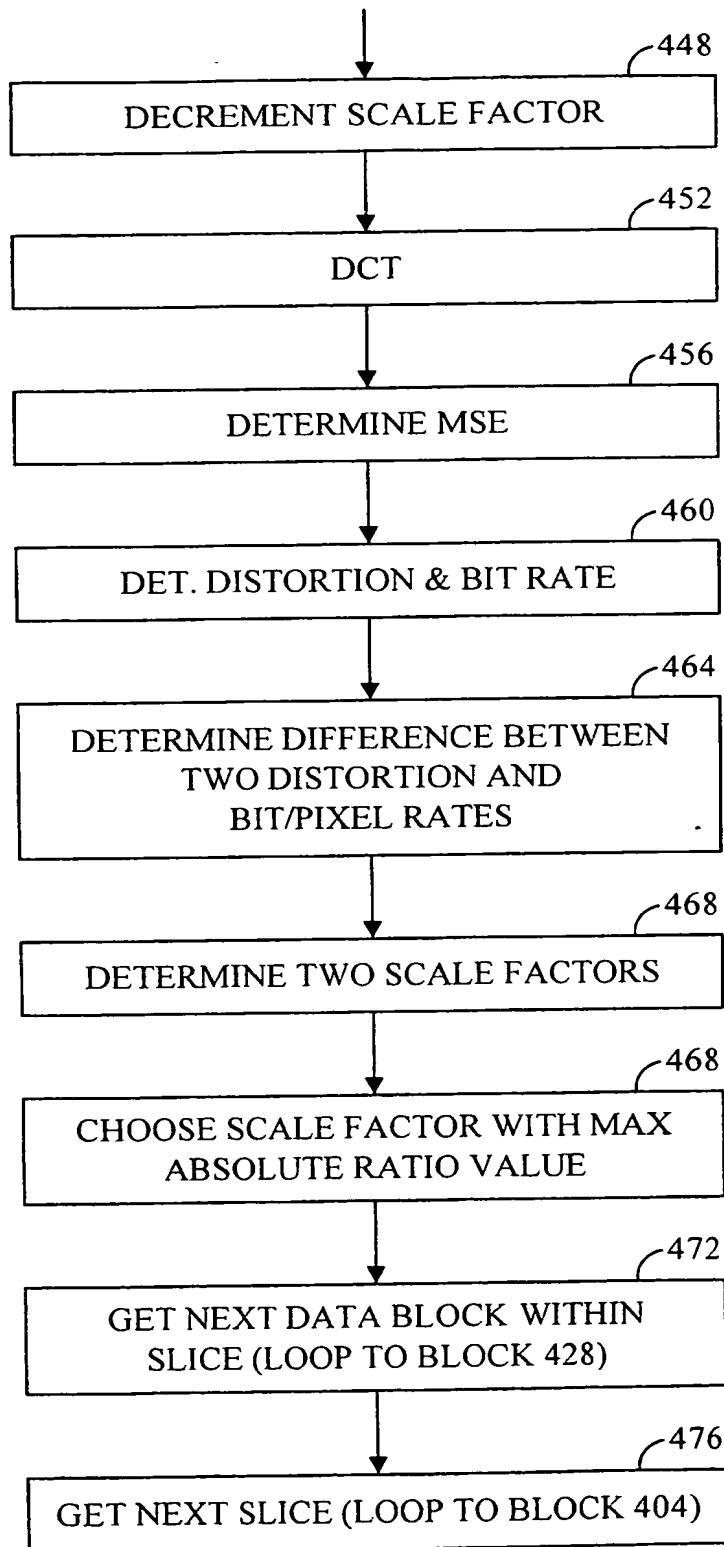 448
DECREMENT SCALE FACTOR
452
DCT
456
DETERMINE MSE
460
DET. DISTORTION & BIT RATE
464
DETERMINE DIFFERENCE BETWEEN
TWO DISTORTION AND
BIT/PIXEL RATES
468
DETERMINE TWO SCALE FACTORS
468
CHOOSE SCALE FACTOR WITH MAX
ABSOLUTE RATIO VALUE
472
GET NEXT DATA BLOCK WITHIN
SLICE (LOOP TO BLOCK 428)
476
GET NEXT SLICE (LOOP TO BLOCK 404)